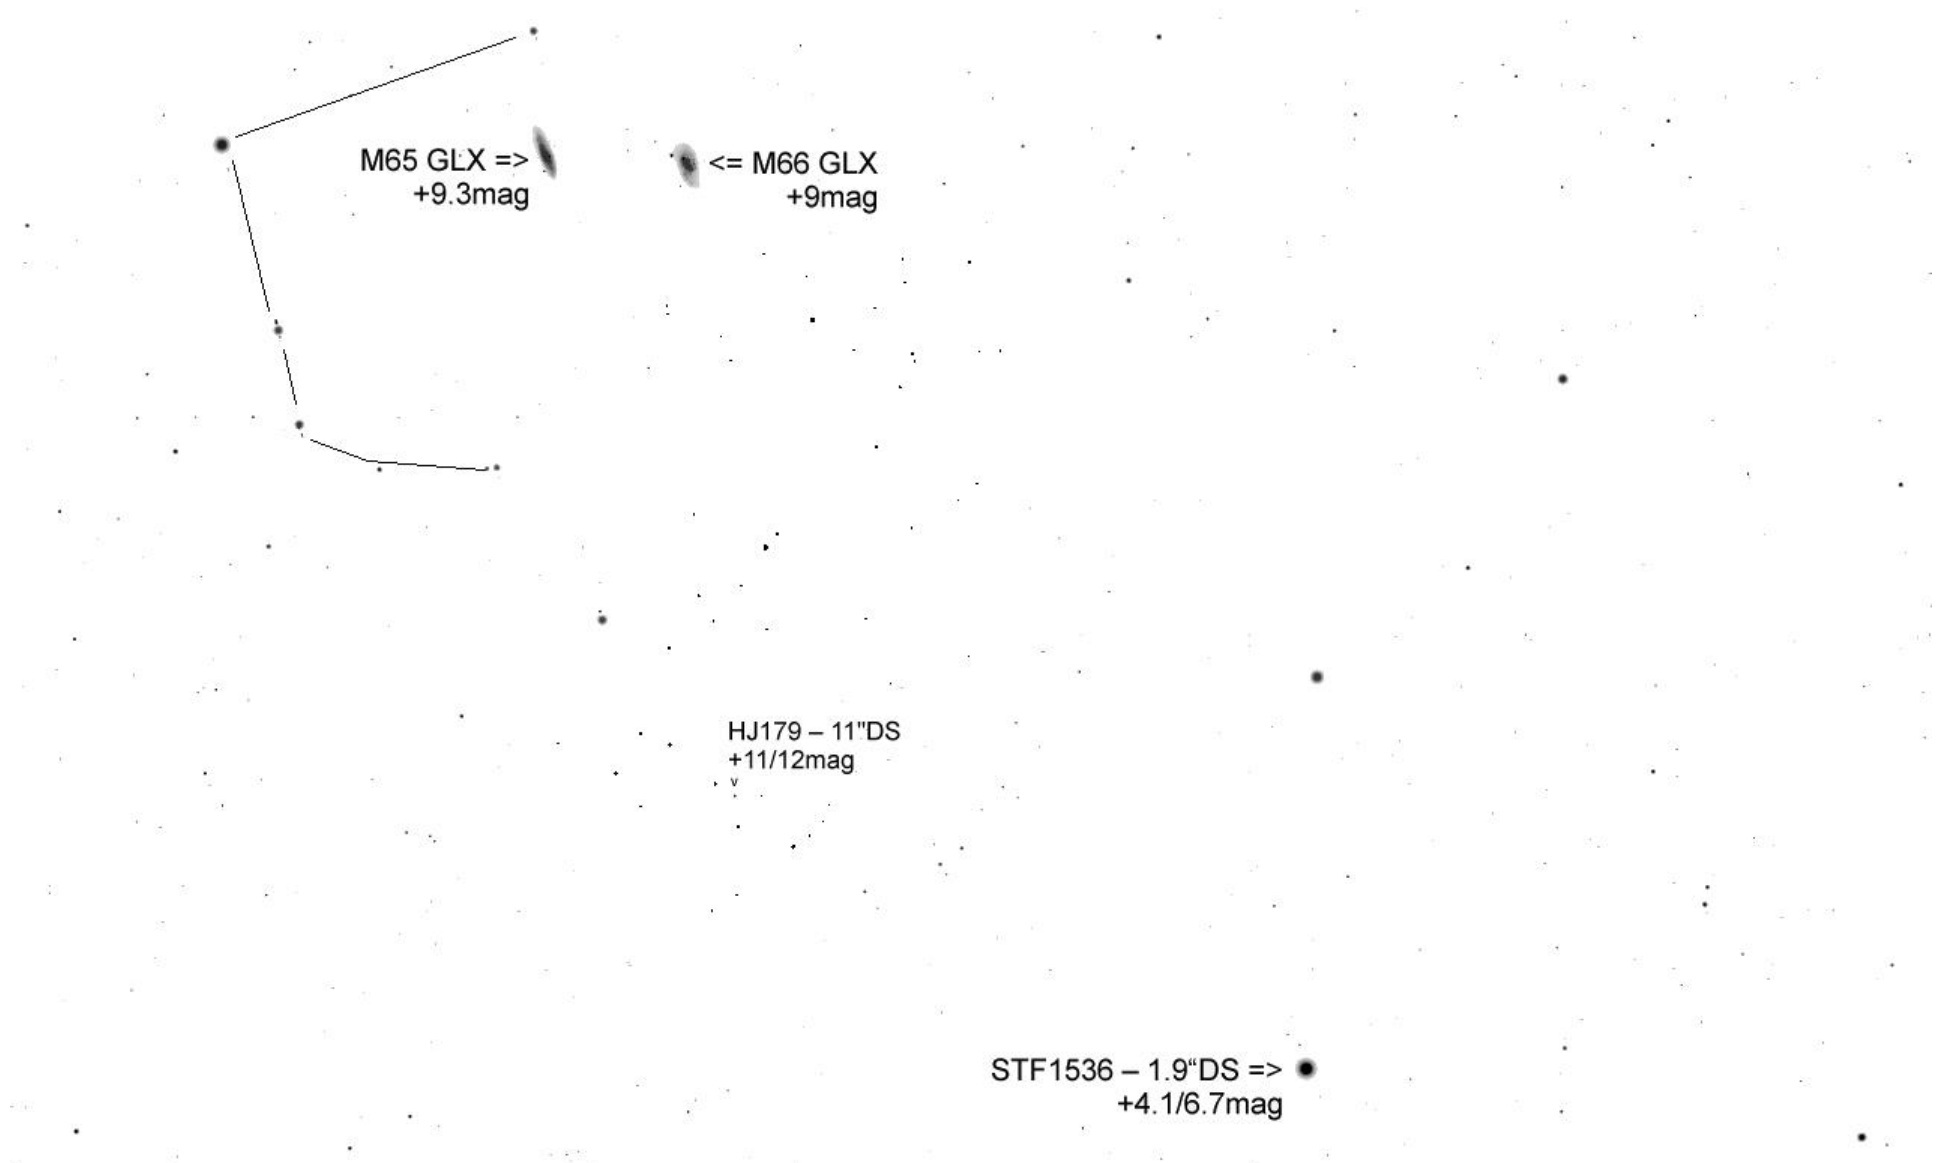 M65 GLX =>
+9.3mag
<= M66 GLX
+9mag
HJ179 – 11"DS
+11/12mag
v
STF1536 – 1.9“DS =>
+4.1/6.7mag